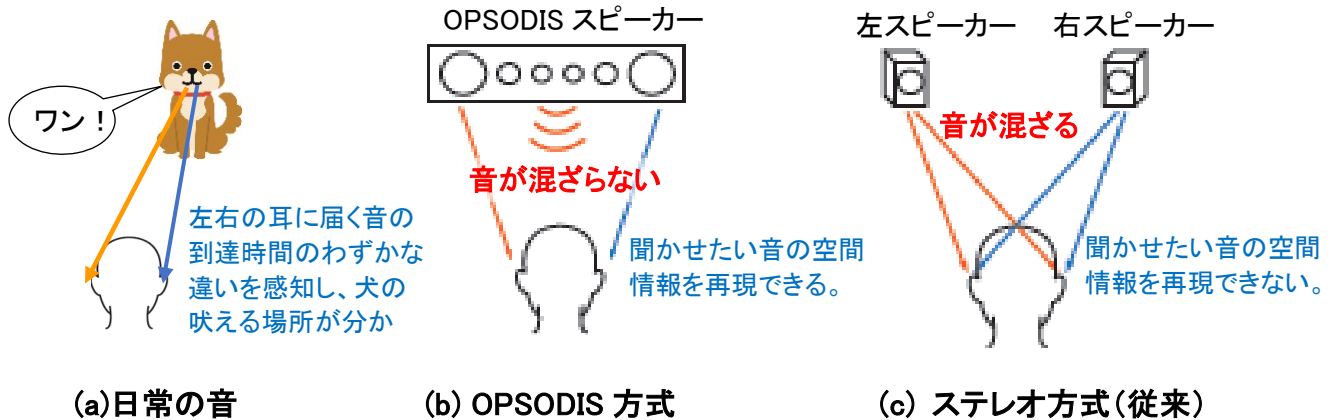 ワン！
左右の耳に届く音の
到達時間のわずかな
違いを感知し、犬の
吠える場所が分か
(a)日常の音
OPSODIS スピーカー
音が混ざらない
聞かせたい音の空間
情報を再現できる。
(b) OPSODIS 方式
左スピーカー 右スピーカー
音が混ざる
聞かせたい音の空間
情報を再現できない。
(c) ステレオ方式(従来)